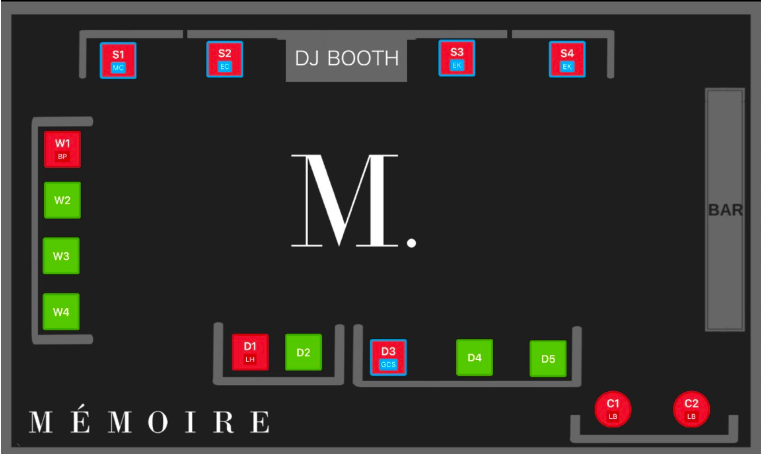 S1
MC
S2
EC
DJ BOOTH
S3
EK
S4
EK
W1
BP
W2
W3
W4
M.
BAR
D1
LH
D2
D3
GCS
D4
D5
C1
LB
C2
LB
MÉMOIRE